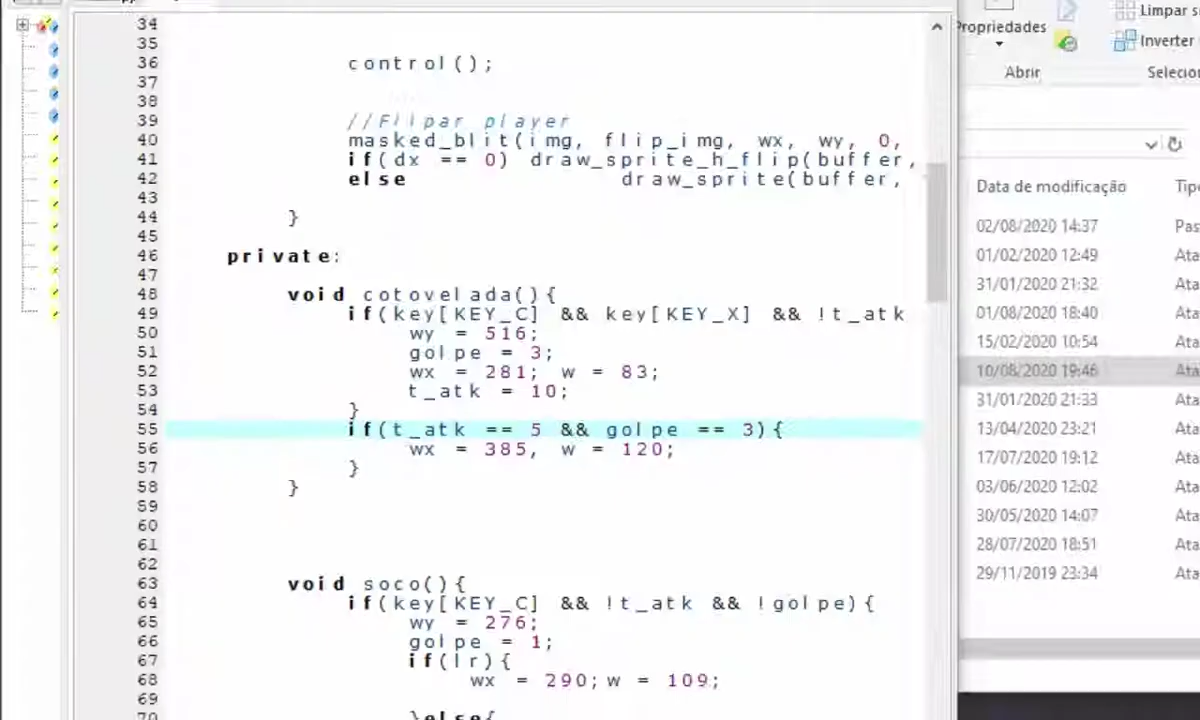 34
35
36 control();
37
38
39 //Flipar player
40 masked_blit(img, flip_img, wx, wy, 0,
41 if(dx == 0) draw_sprite_h_flip(buffer,
42 else draw_sprite(buffer,
43
44 }
45
46 private:
47
48 void cotovelada(){
49 if(key[KEY_C] && key[KEY_X] && !t_atk
50 wy = 516;
51 golpe = 3;
52 wx = 281; w = 83;
53 t_atk = 10;
54 }
55 if(t_atk == 5 && golpe == 3){
56 wx = 385, w = 120;
57 }
58 }
59
60
61
62
63 void soco(){
64 if(key[KEY_C] && !t_atk && !golpe){
65 wy = 276;
66 golpe = 1;
67 if(lr){
68 wx = 290; w = 109;
69
70 }else{
Propriedades
Limpar s
Inverter
Abrir
Selecion
Data de modificação Tipo
02/08/2020 14:37 Pas
01/02/2020 12:49 Ata
31/01/2020 21:32 Ata
01/08/2020 18:40 Ata
15/02/2020 10:54 Ata
10/08/2020 19:46 Ata
31/01/2020 21:33 Ata
13/04/2020 23:21 Ata
17/07/2020 19:12 Ata
03/06/2020 12:02 Ata
30/05/2020 14:07 Ata
28/07/2020 18:51 Ata
29/11/2019 23:34 Ata